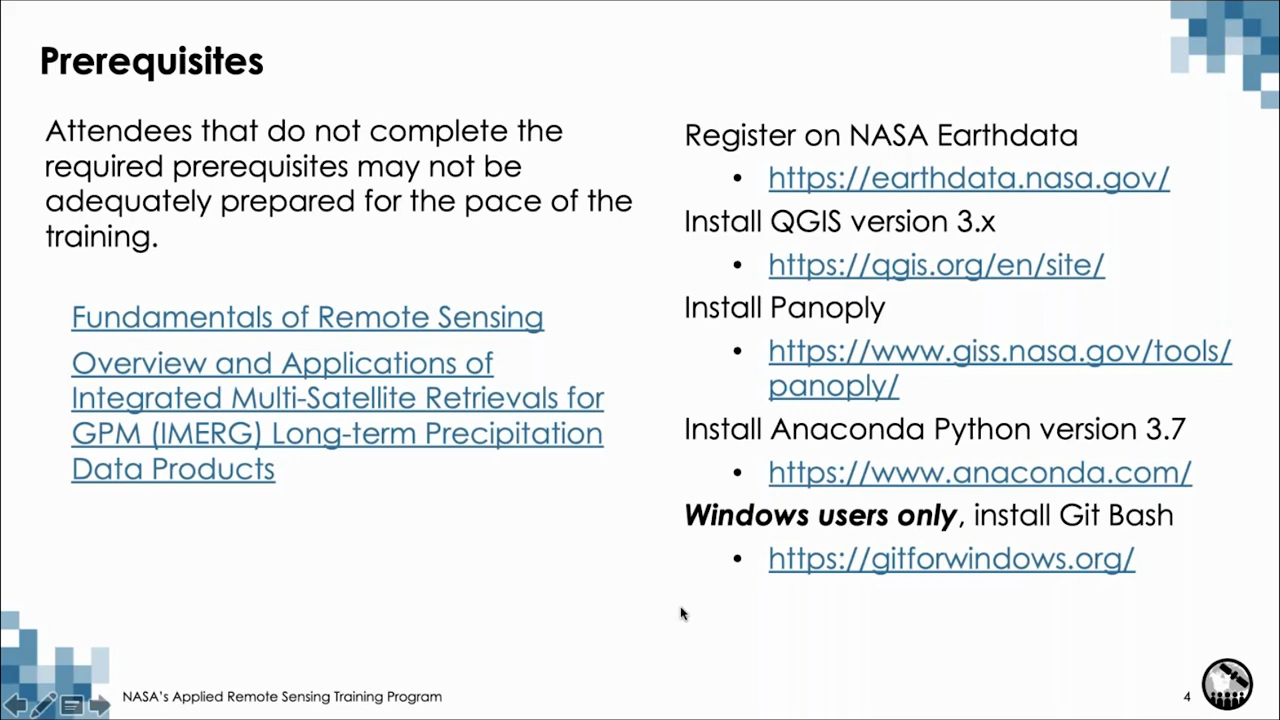 Prerequisites
Attendees that do not complete the
required prerequisites may not be
adequately prepared for the pace of the
training.
Fundamentals of Remote Sensing
Overview and Applications of
Integrated Multi-Satellite Retrievals for
GPM (IMERG) Long-term Precipitation
Data Products
Register on NASA Earthdata
• https://earthdata.nasa.gov/
Install QGIS version 3.x
• https://qgis.org/en/site/
Install Panoply
• https://www.giss.nasa.gov/tools/
panoply/
Install Anaconda Python version 3.7
• https://www.anaconda.com/
Windows users only, install Git Bash
• https://gitforwindows.org/
NASA's Applied Remote Sensing Training Program
4